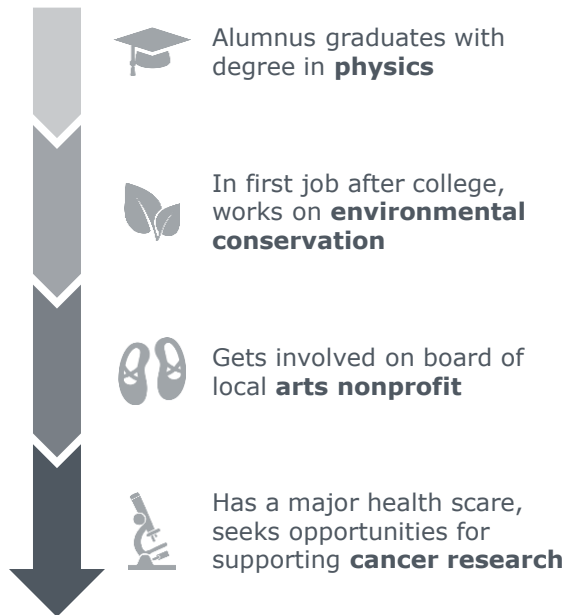 Alumnus graduates with
degree in physics
In first job after college,
works on environmental
conservation
Gets involved on board of
local arts nonprofit
Has a major health scare,
seeks opportunities for
supporting cancer research